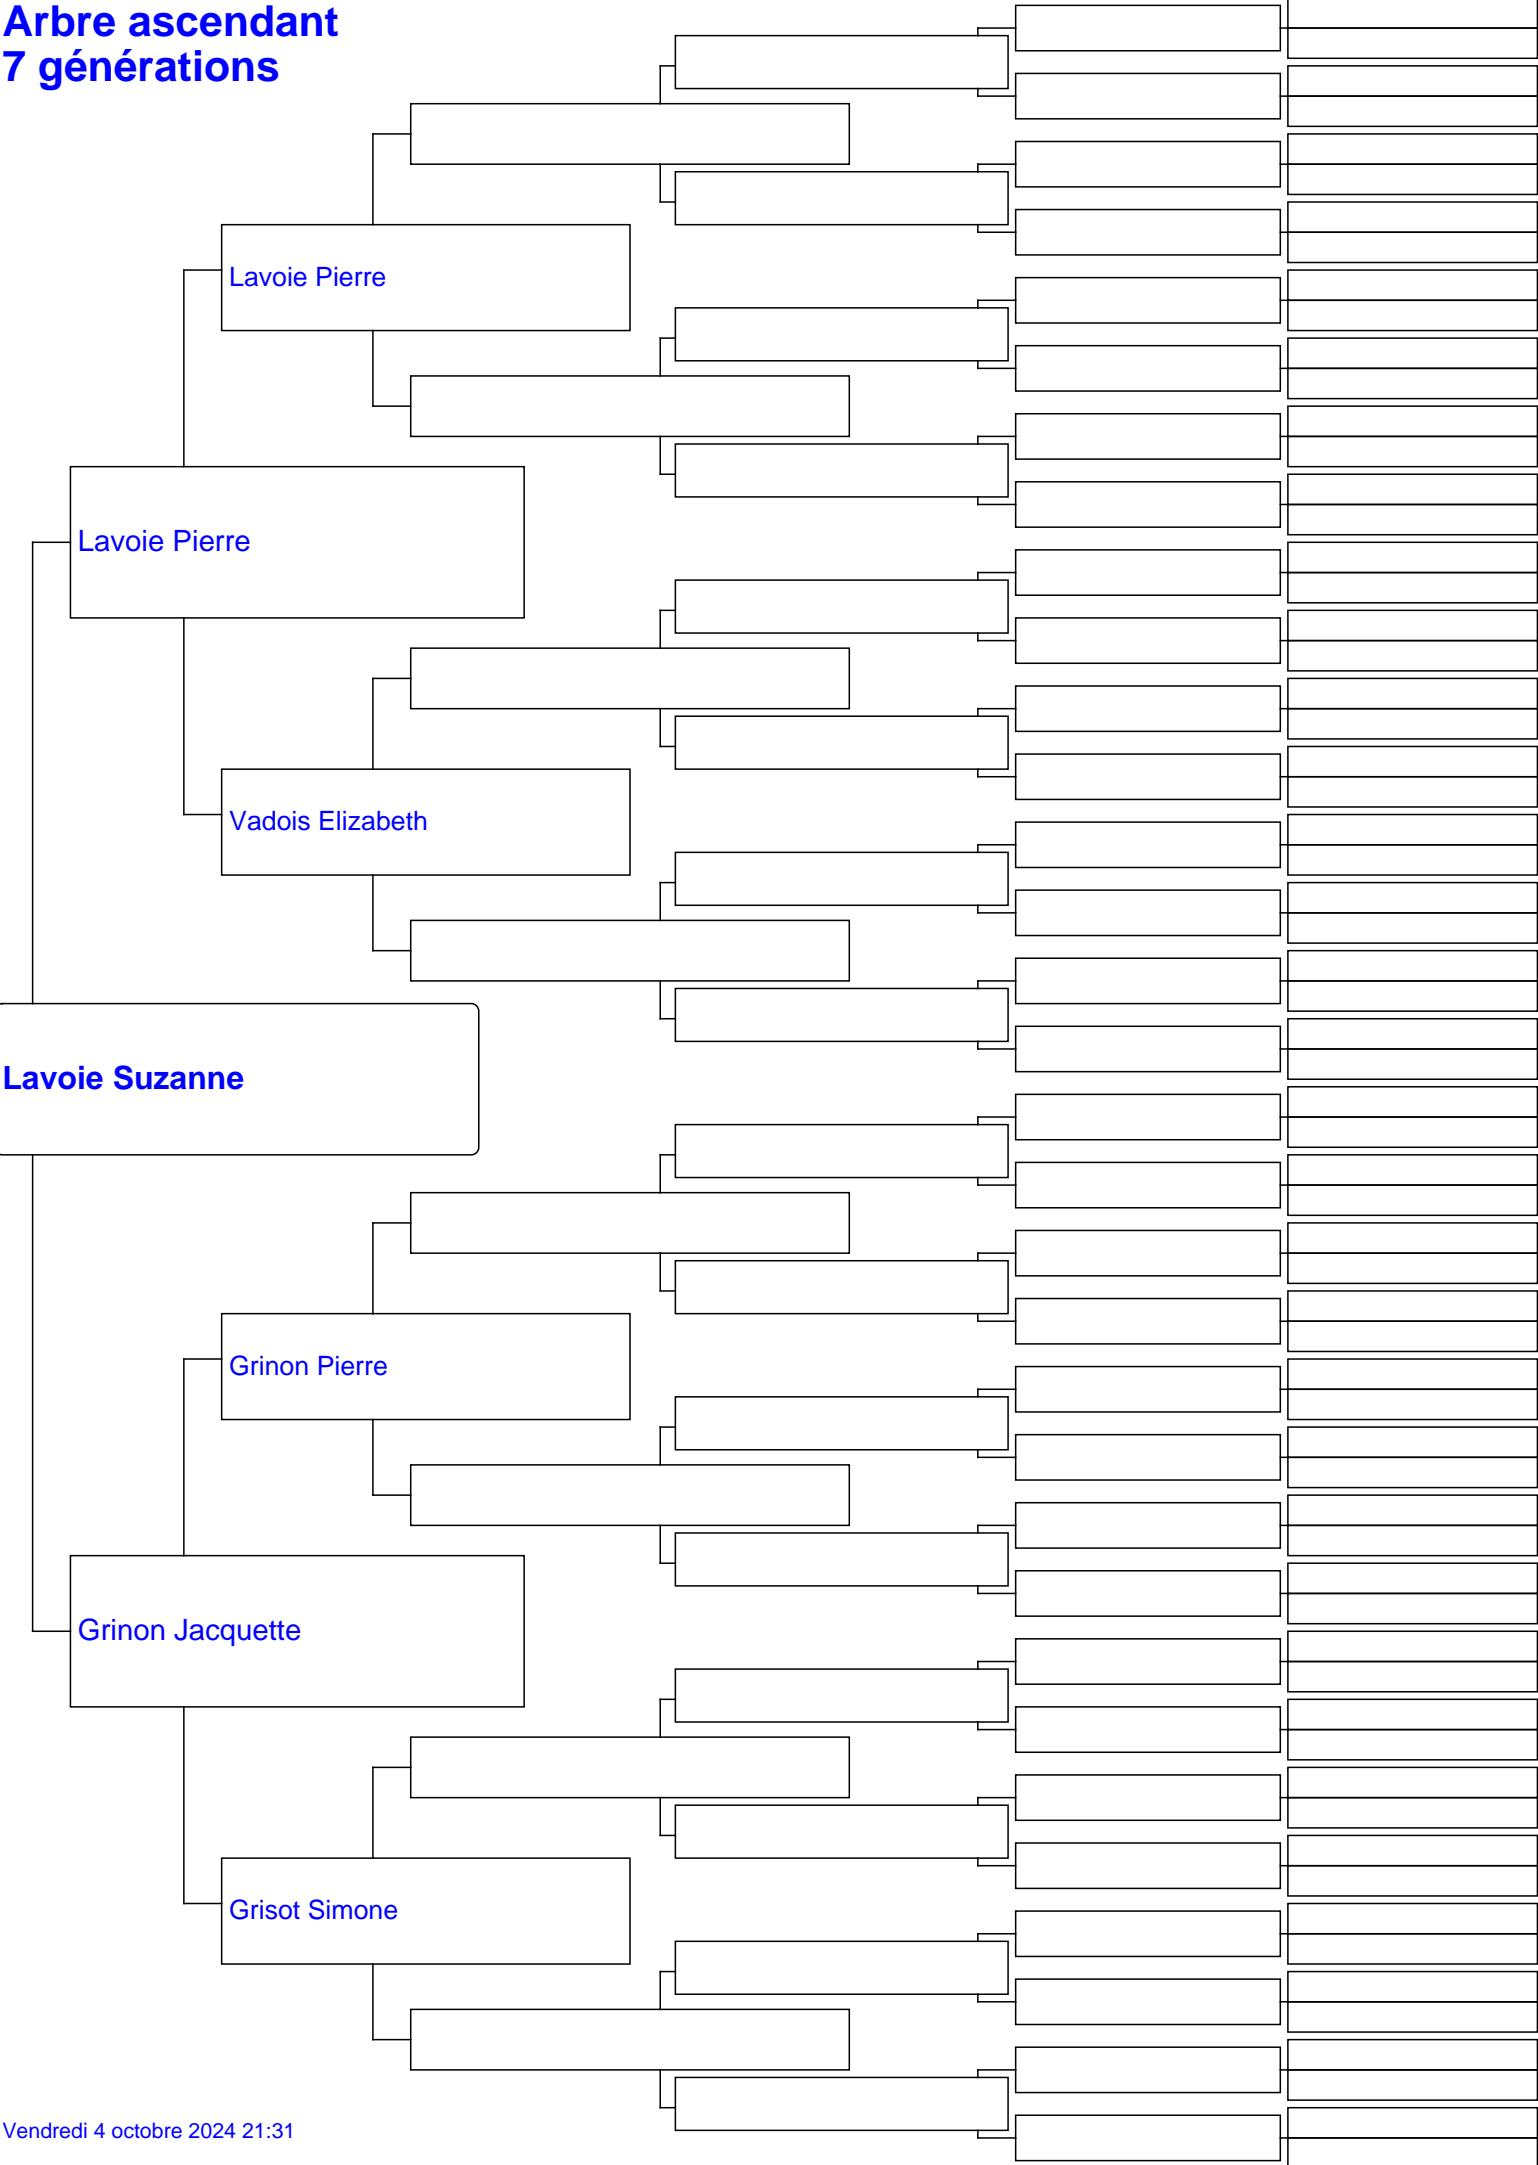 Arbre ascendant
7 générations
Lavoie Pierre
Lavoie Pierre
Vadois Elizabeth
Lavoie Suzanne
Grinon Pierre
Grinon Jacquette
Grisot Simone
Vendredi 4 octobre 2024 21:31